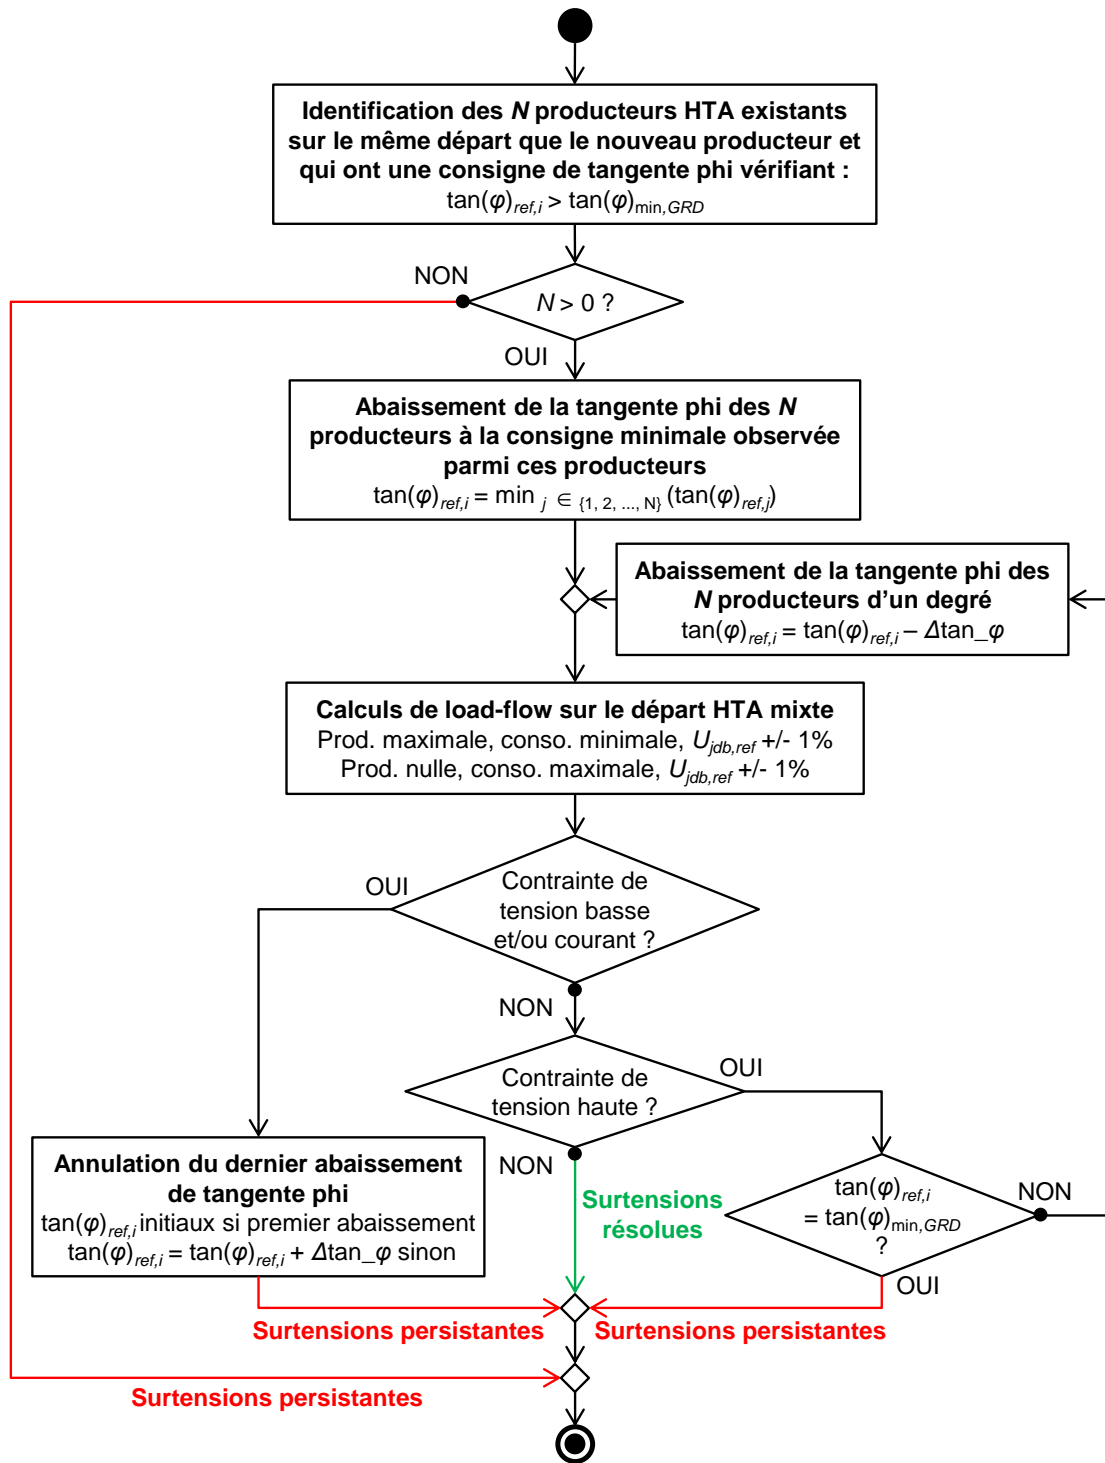 Identification des N producteurs HTA existants
sur le même départ que le nouveau producteur et
qui ont une consigne de tangente phi vérifiant :
tan(φ)ref,i > tan(φ)min,GRD
NON
N > 0 ?
OUI
Abaissement de la tangente phi des N
producteurs à la consigne minimale observée
parmi ces producteurs
tan(φ)ref,i = min j ∈ {1, 2, ..., N} (tan(φ)ref,j)
Abaissement de la tangente phi des
N producteurs d’un degré
tan(φ)ref,i = tan(φ)ref,i – Δtan_φ
Calculs de load-flow sur le départ HTA mixte
Prod. maximale, conso. minimale, Ujdb,ref +/- 1%
Prod. nulle, conso. maximale, Ujdb,ref +/- 1%
OUI
Contrainte de
tension basse
et/ou courant ?
NON
OUI
Contrainte de
tension haute ?
NON
Annulation du dernier abaissement
de tangente phi
tan(φ)ref,i initiaux si premier abaissement
tan(φ)ref,i = tan(φ)ref,i + Δtan_φ sinon
Surtensions
résolues
tan(φ)ref,i
= tan(φ)min,GRD
?
NON
OUI
Surtensions persistantes
Surtensions persistantes
Surtensions persistantes